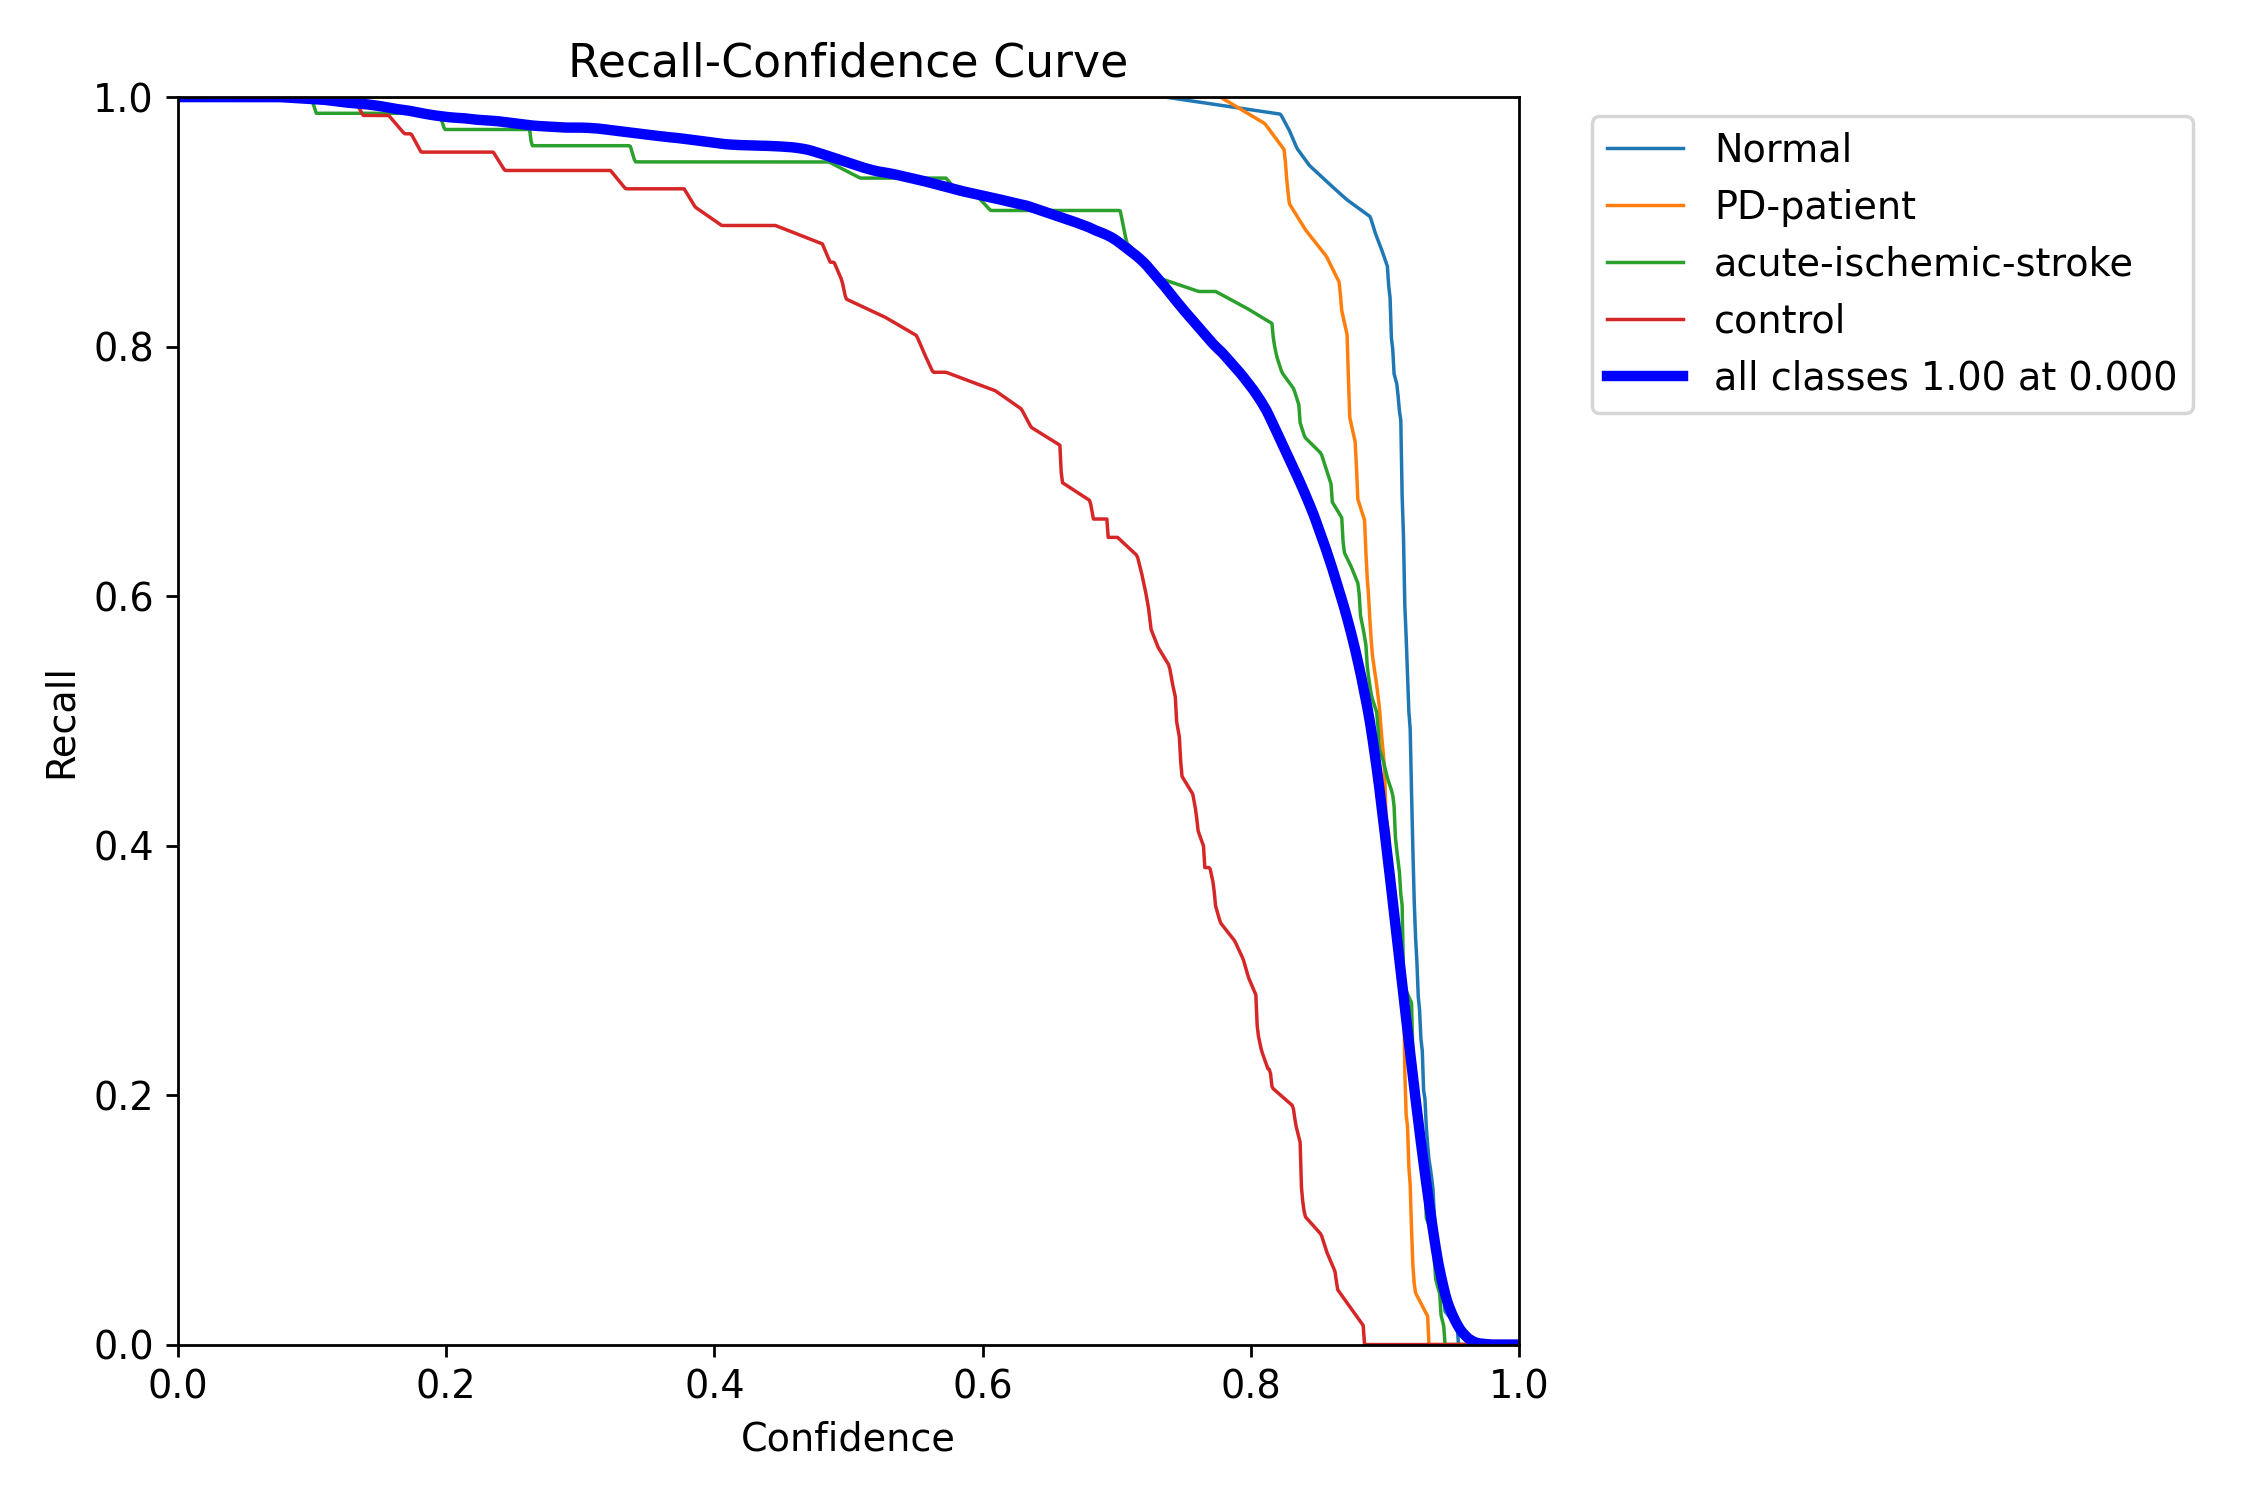 Recall-Confidence Curve
1.0
0.8
0.6
0.4
0.2
0.0
Recall
0.0 0.2 0.4 0.6 0.8 1.0
Confidence
Normal
PD-patient
acute-ischemic-stroke
control
all classes 1.00 at 0.000